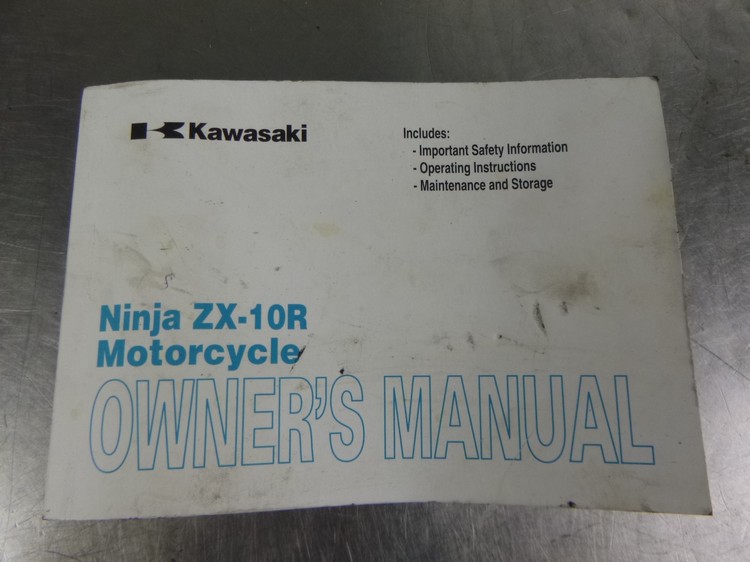 Kawasaki
Includes:
- Important Safety Information
- Operating Instructions
- Maintenance and Storage
Ninja ZX-10R
Motorcycle
OWNER'S MANUAL